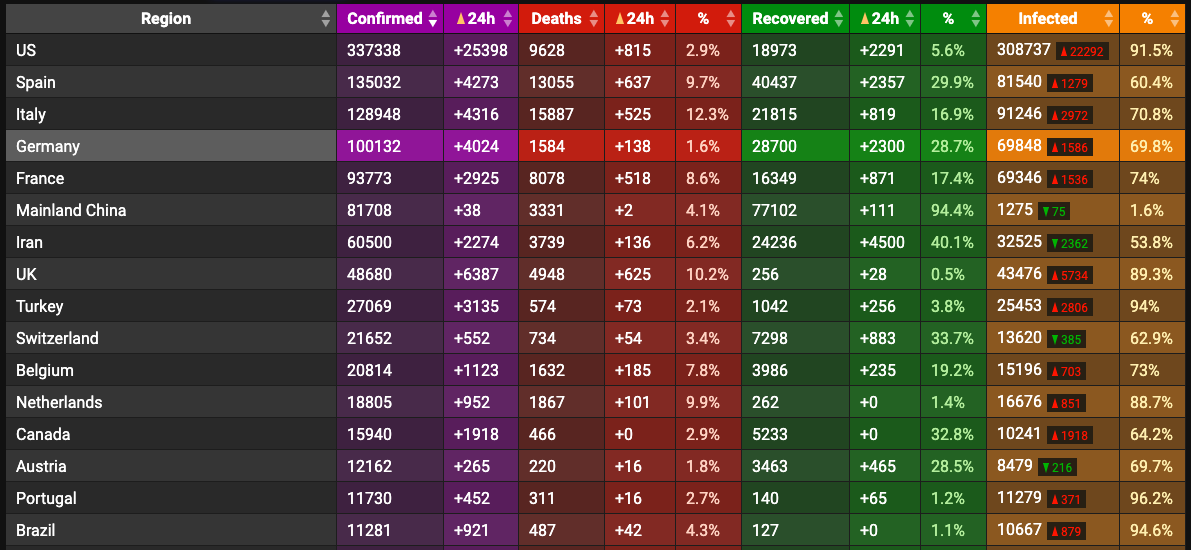 Region Confirmed ▲24h Deaths ▲24h % Recovered ▲24h % Infected %
US 337338 +25398 9628 +815 2.9% 18973 +2291 5.6% 308737 ▲22292 91.5%
Spain 135032 +4273 13055 +637 9.7% 40437 +2357 29.9% 81540 ▲1279 60.4%
Italy 128948 +4316 15887 +525 12.3% 21815 +819 16.9% 91246 ▲2972 70.8%
Germany 100132 +4024 1584 +138 1.6% 28700 +2300 28.7% 69848 ▲1586 69.8%
France 93773 +2925 8078 +518 8.6% 16349 +871 17.4% 69346 ▲1536 74%
Mainland China 81708 +38 3331 +2 4.1% 77102 +111 94.4% 1275 ▼75 1.6%
Iran 60500 +2274 3739 +136 6.2% 24236 +4500 40.1% 32525 ▼2362 53.8%
UK 48680 +6387 4948 +625 10.2% 256 +28 0.5% 43476 ▲5734 89.3%
Turkey 27069 +3135 574 +73 2.1% 1042 +256 3.8% 25453 ▲2806 94%
Switzerland 21652 +552 734 +54 3.4% 7298 +883 33.7% 13620 ▼385 62.9%
Belgium 20814 +1123 1632 +185 7.8% 3986 +235 19.2% 15196 ▲703 73%
Netherlands 18805 +952 1867 +101 9.9% 262 +0 1.4% 16676 ▲851 88.7%
Canada 15940 +1918 466 +0 2.9% 5233 +0 32.8% 10241 ▲1918 64.2%
Austria 12162 +265 220 +16 1.8% 3463 +465 28.5% 8479 ▼216 69.7%
Portugal 11730 +452 311 +16 2.7% 140 +65 1.2% 11279 ▲371 96.2%
Brazil 11281 +921 487 +42 4.3% 127 +0 1.1% 10667 ▲879 94.6%